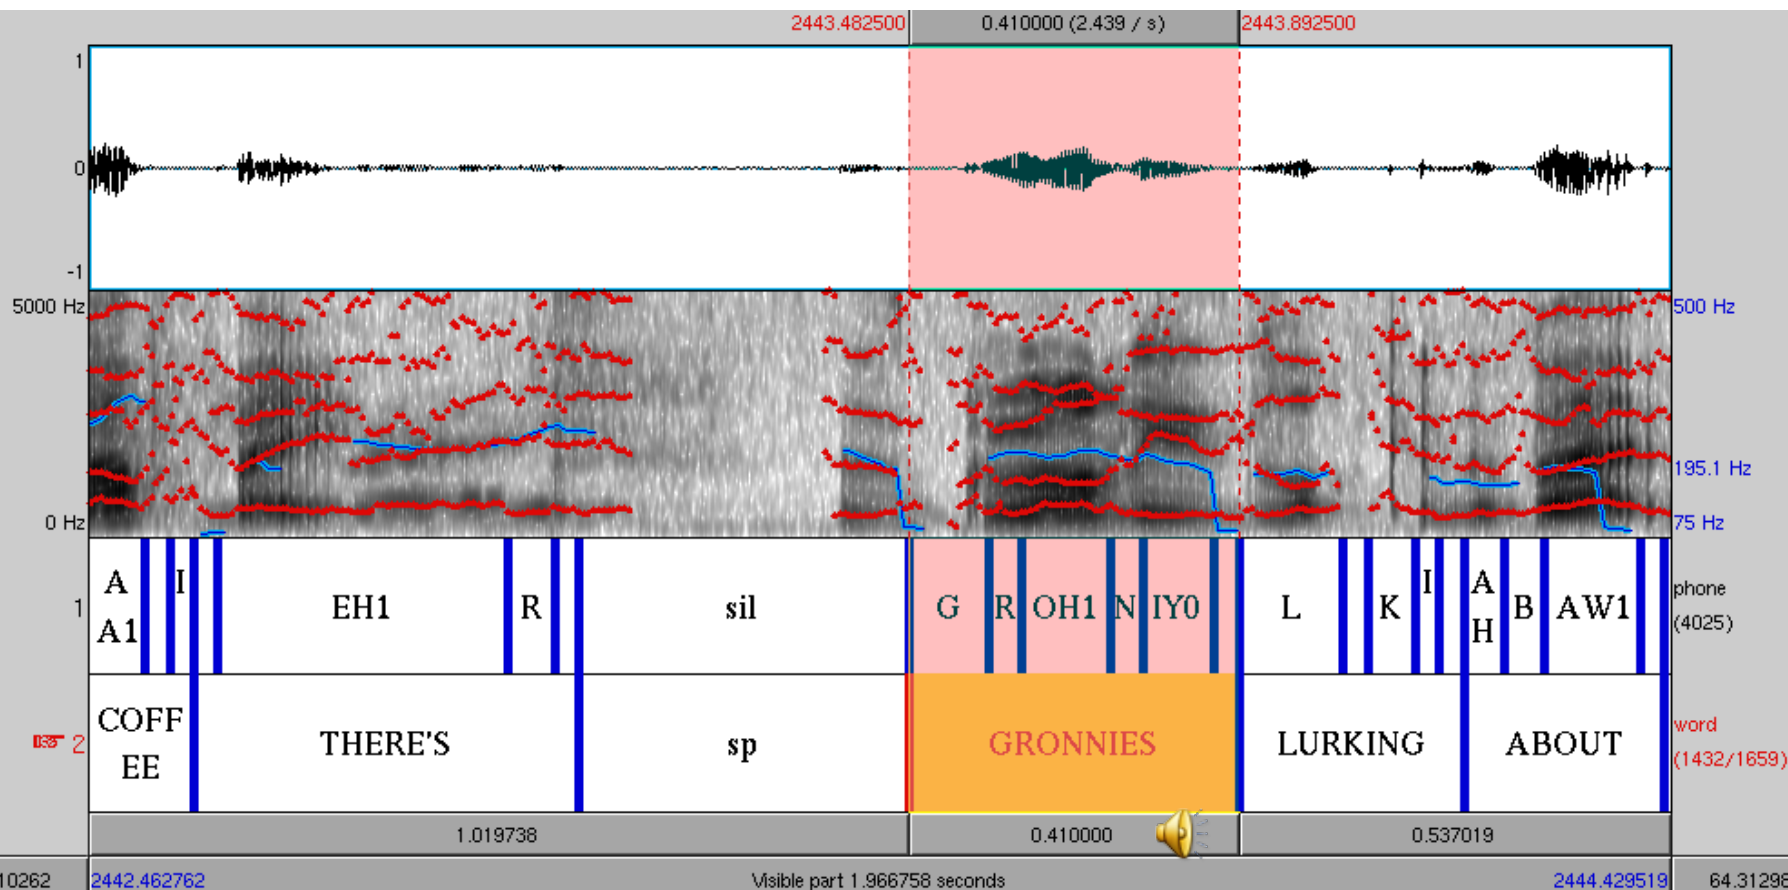 2443.482500 0.410000 (2.439 / s) 2443.892500
1
0
-1
5000 Hz 500 Hz
195.1 Hz
0 Hz 75 Hz
1 A A1 I EH1 R sil G R OH1 N IY0 L K I A H B AW1 phone (4025)
2 COFF EE THERE'S sp GRONNIES LURKING ABOUT word (1432/1659)
1.019738 0.410000 0.537019
10262 2442.462762 Visible part 1.966758 seconds 2444.429519 64.31298